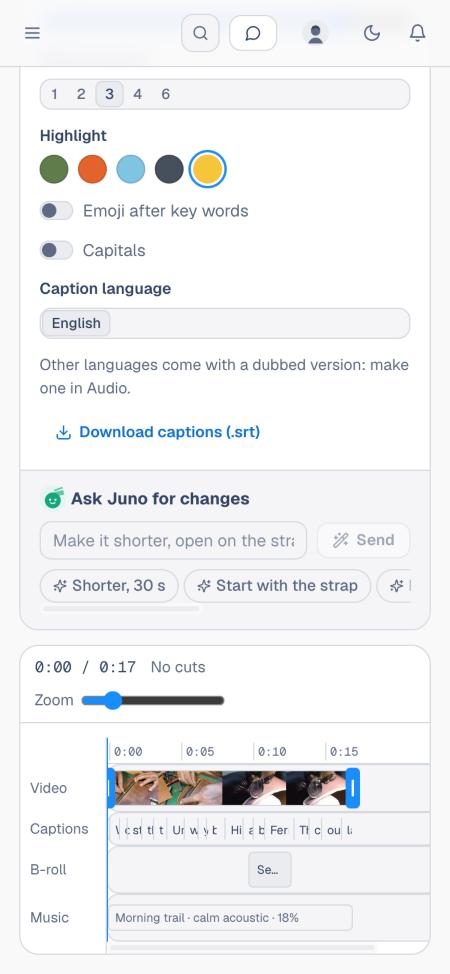 1 2 3 4 6
Highlight
Emoji after key words
Capitals
Caption language
English
Other languages come with a dubbed version: make
one in Audio.
Download captions (.srt)
Ask Juno for changes
Make it shorter, open on the stra
Send
Shorter, 30 s
Start with the strap
0:00 / 0:17 No cuts
Zoom
0:00 0:05 0:10 0:15
Video
Captions
Hi
Fer
ou
B-roll
Se...
Music
Morning trail · calm acoustic · 18%